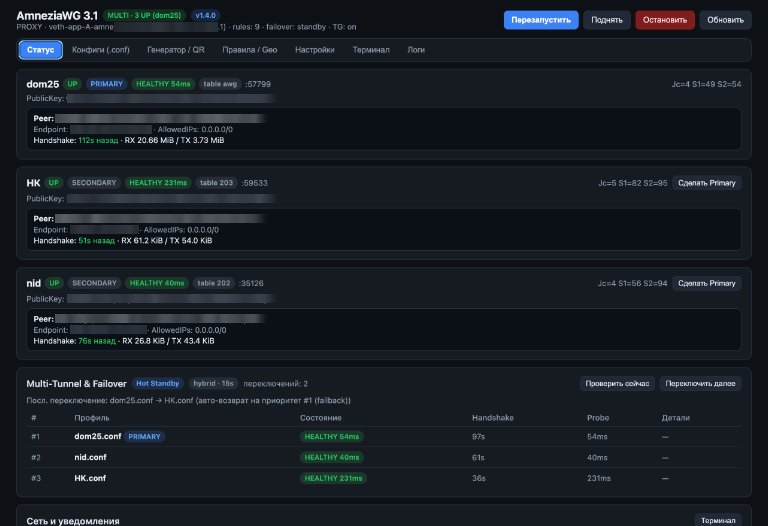 AmneziaWG 3.1 MULTI · 3 UP (dom25) v1.4.0
PROXY · veth-app-A-amne .1) · rules: 9 · failover: standby · TG: on
Перезапустить Поднять Остановить Обновить
Статус Конфиги (.conf) Генератор / QR Правила / Geo Настройки Терминал Логи
dom25 UP PRIMARY HEALTHY 54ms table awg :57799 Jc=4 S1=49 S2=54
PublicKey:
Peer:
Endpoint: · AllowedIPs: 0.0.0.0/0
Handshake: 112s назад · RX 20.66 MiB / TX 3.73 MiB
HK UP SECONDARY HEALTHY 231ms table 203 :59533 Jc=5 S1=82 S2=95 Сделать Primary
PublicKey:
Peer:
Endpoint: · AllowedIPs: 0.0.0.0/0
Handshake: 51s назад · RX 61.2 KiB / TX 54.0 KiB
nid UP SECONDARY HEALTHY 40ms table 202 :35126 Jc=4 S1=56 S2=94 Сделать Primary
PublicKey:
Peer:
Endpoint: · AllowedIPs: 0.0.0.0/0
Handshake: 76s назад · RX 26.8 KiB / TX 43.4 KiB
Multi-Tunnel & Failover Hot Standby hybrid · 15s переключений: 2 Проверить сейчас Переключить далее
Посл. переключение: dom25.conf → HK.conf (авто-возврат на приоритет #1 (failback))
# Профиль Состояние Handshake Probe Детали
#1 dom25.conf PRIMARY HEALTHY 54ms 97s 54ms —
#2 nid.conf HEALTHY 40ms 61s 40ms —
#3 HK.conf HEALTHY 231ms 36s 231ms —
Сеть и уведомления Терминал